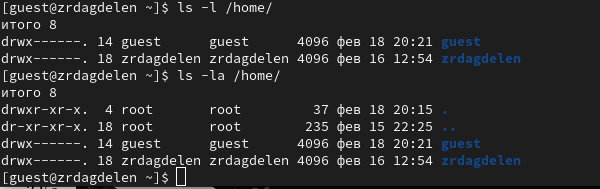 [guest@zrdagdelen ~]$ ls -l /home/
итого 8
drwx------. 14 guest      guest      4096 фев 18 20:21 guest
drwx------. 18 zrdagdelen zrdagdelen 4096 фев 16 12:54 zrdagdelen
[guest@zrdagdelen ~]$ ls -la /home/
итого 8
drwxr-xr-x.  4 root       root         37 фев 18 20:15 .
dr-xr-xr-x. 18 root       root        235 фев 15 22:25 ..
drwx------. 14 guest      guest      4096 фев 18 20:21 guest
drwx------. 18 zrdagdelen zrdagdelen 4096 фев 16 12:54 zrdagdelen
[guest@zrdagdelen ~]$